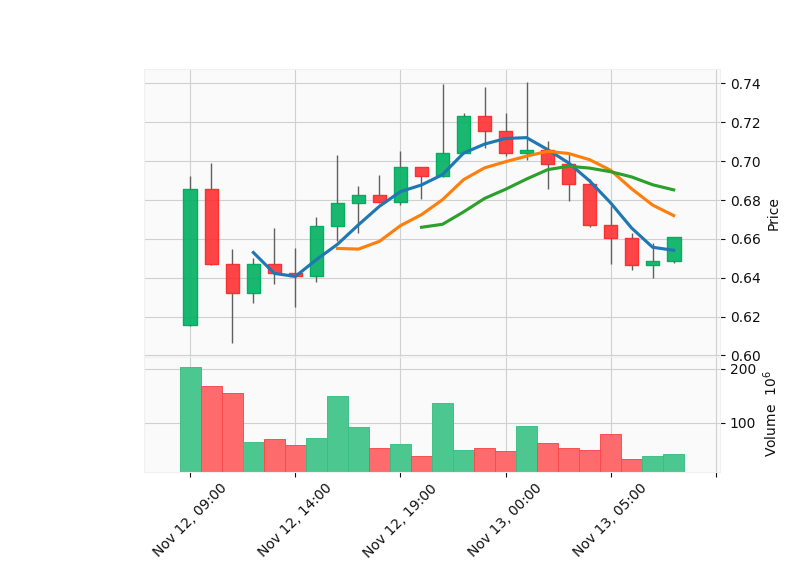 0.74
0.72
0.70
0.68
0.66
0.64
0.62
0.60
Price
200
100
Volume 10⁶
Nov 12, 09:00
Nov 12, 14:00
Nov 12, 19:00
Nov 13, 00:00
Nov 13, 05:00